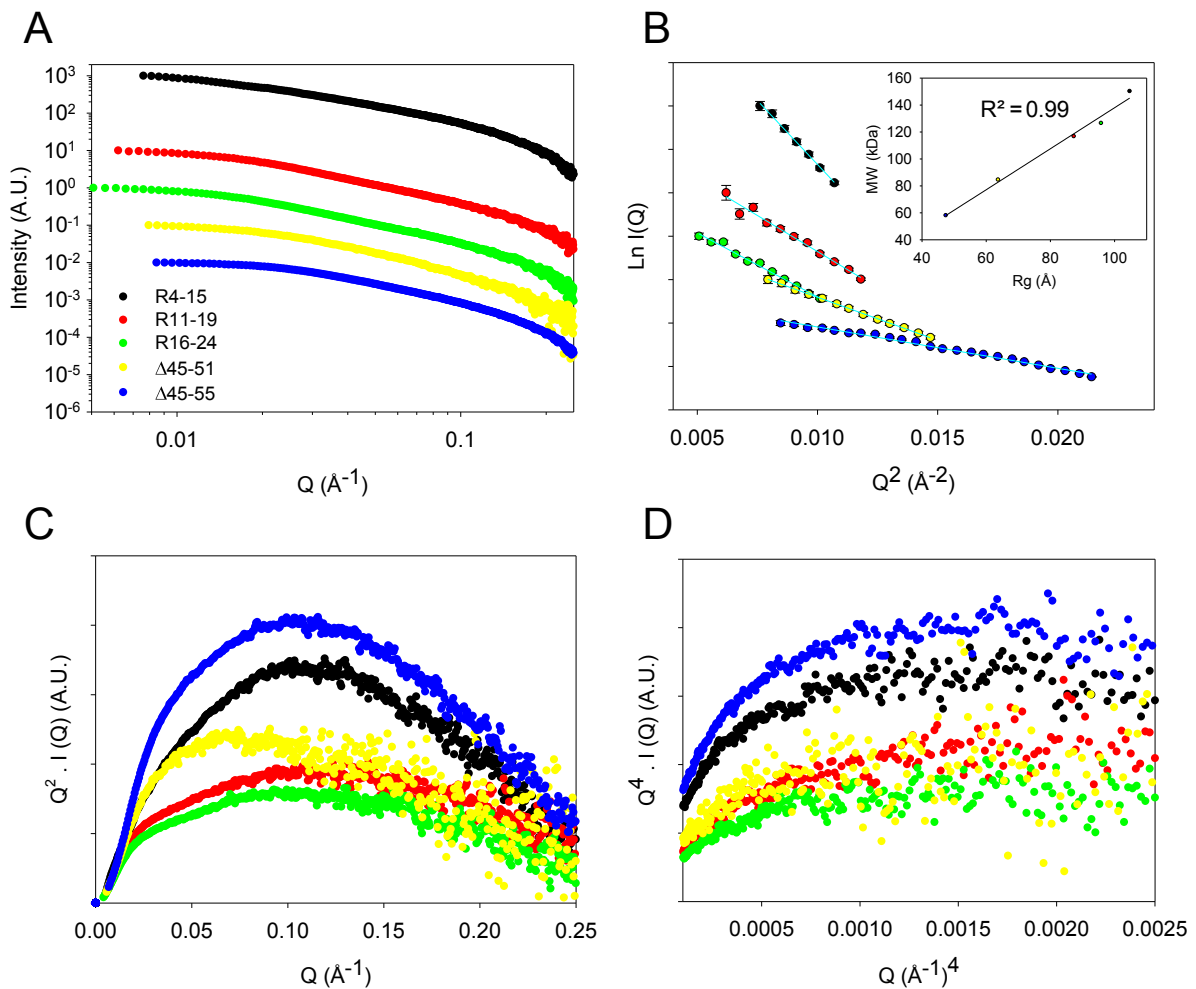 A
Intensity (A.U.)
10³
10²
10¹
10⁰
10⁻¹
10⁻²
10⁻³
10⁻⁴
10⁻⁵
10⁻⁶
R4-15
R11-19
R16-24
Δ45-51
Δ45-55
0.01 0.1
Q (Å⁻¹)
B
Ln I(Q)
160
140
120
100
80
60
40
MW (kDa)
R² = 0.99
40 60 80 100
Rg (Å)
0.005 0.010 0.015 0.020
Q² (Å⁻²)
C
Q² . I (Q) (A.U.)
0.00 0.05 0.10 0.15 0.20 0.25
Q (Å⁻¹)
D
Q⁴ . I (Q) (A.U.)
0.0005 0.0010 0.0015 0.0020 0.0025
Q (Å⁻¹)⁴